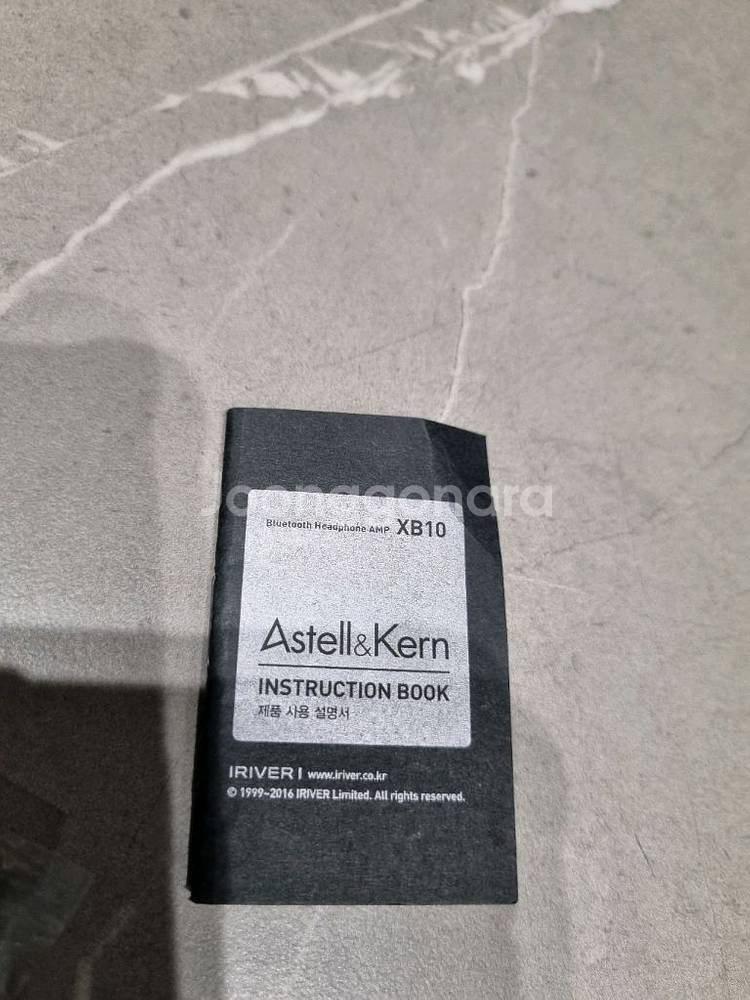 Joonggonara
Bluetooth Headphone AMP XB10
Astell&Kern
INSTRUCTION BOOK
제품 사용 설명서
IRIVER | www.iriver.co.kr
© 1999~2016 IRIVER Limited. All rights reserved.